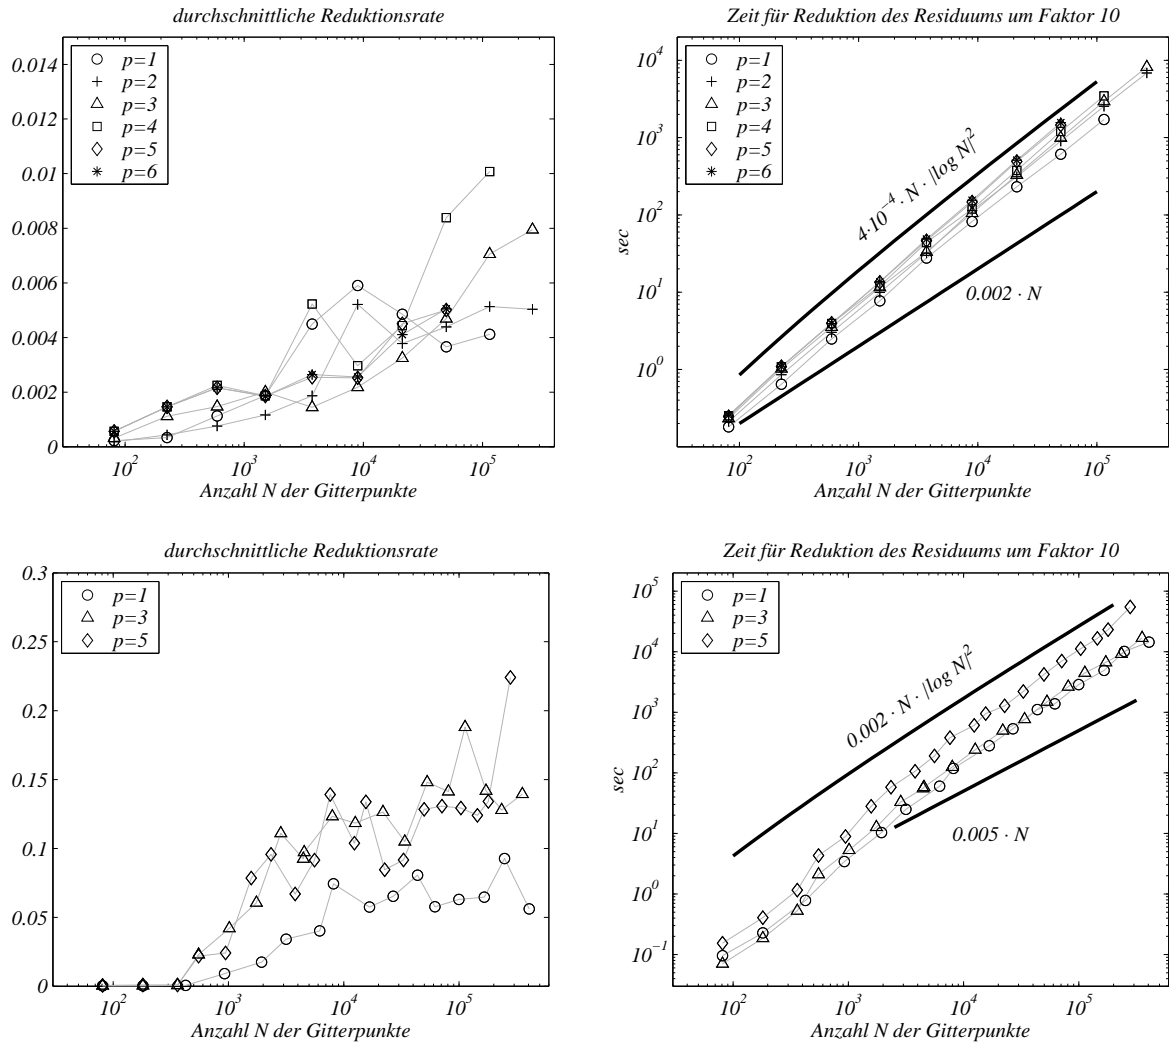 durchschnittliche Reduktionsrate
0.014
0.012
0.01
0.008
0.006
0.004
0.002
0
p=1
p=2
p=3
p=4
p=5
p=6
10^2
10^3
10^4
10^5
Anzahl N der Gitterpunkte
Zeit für Reduktion des Residuums um Faktor 10
sec
10^4
10^3
10^2
10^1
10^0
p=1
p=2
p=3
p=4
p=5
p=6
4·10^−4 · N · |log N|^2
0.002 · N
10^2
10^3
10^4
10^5
Anzahl N der Gitterpunkte
durchschnittliche Reduktionsrate
0.3
0.25
0.2
0.15
0.1
0.05
0
p=1
p=3
p=5
10^2
10^3
10^4
10^5
Anzahl N der Gitterpunkte
Zeit für Reduktion des Residuums um Faktor 10
sec
10^5
10^4
10^3
10^2
10^1
10^0
10^−1
p=1
p=3
p=5
0.002 · N · |log N|^2
0.005 · N
10^2
10^3
10^4
10^5
Anzahl N der Gitterpunkte